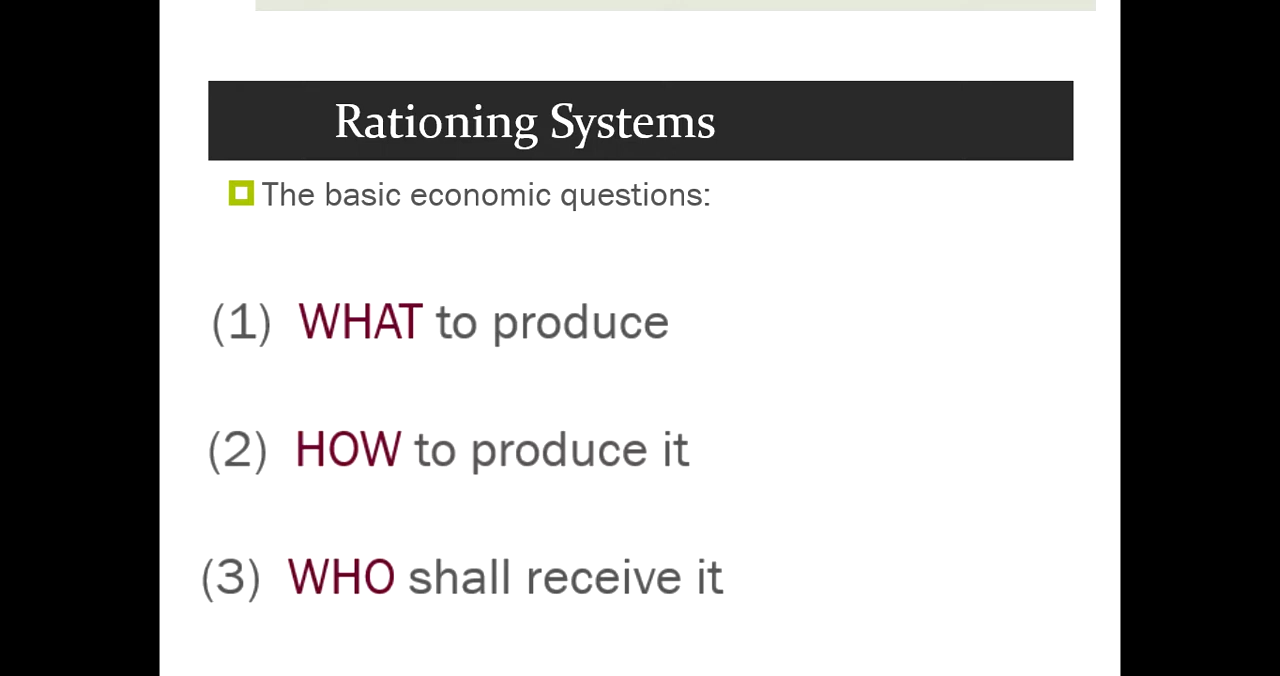 Rationing Systems
The basic economic questions:
(1) WHAT to produce
(2) HOW to produce it
(3) WHO shall receive it